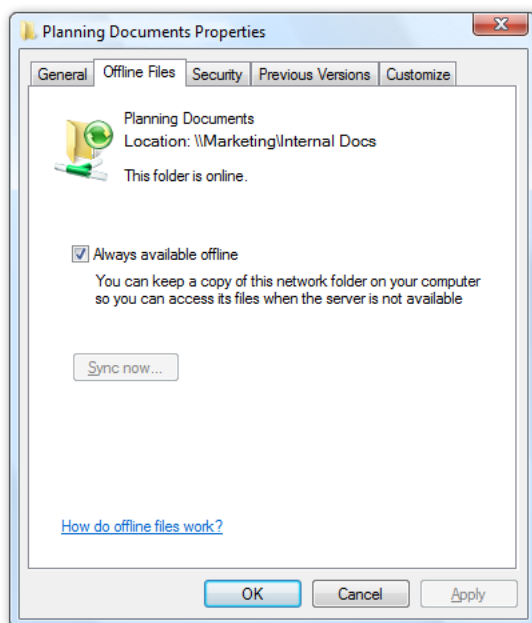 Planning Documents Properties
General Offline Files Security Previous Versions Customize
Planning Documents
Location: \\Marketing\Internal Docs
This folder is online.
Always available offline
You can keep a copy of this network folder on your computer
so you can access its files when the server is not available
Sync now...
How do offline files work?
OK Cancel Apply